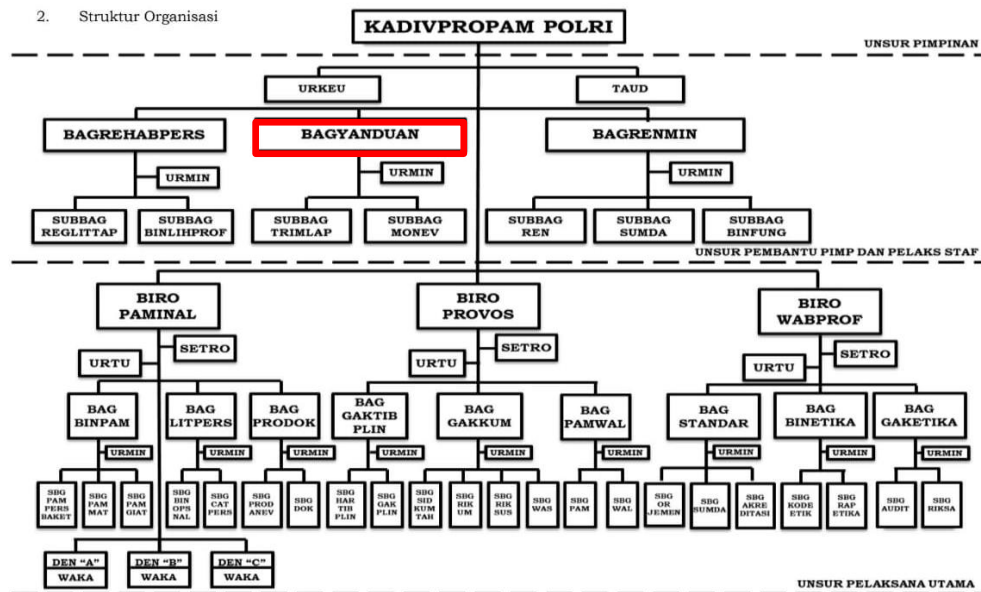 2. Struktur Organisasi
KADIVPROPAM POLRI
UNSUR PIMPINAN
URKEU
TAUD
BAGREHABPERS
BAGYANDUAN
BAGRENMIN
URMIN
URMIN
URMIN
SUBBAG
REGLITTAP
SUBBAG
BINLIHPROF
SUBBAG
TRIMLAP
SUBBAG
MONEV
SUBBAG
REN
SUBBAG
SUMDA
SUBBAG
BINFUNG
UNSUR PEMBANTU PIMP DAN PELAKS STAF
BIRO
PAMINAL
BIRO
PROVOS
BIRO
WABPROF
URTU
SETRO
URTU
SETRO
URTU
SETRO
BAG
BINPAM
BAG
LITPERS
BAG
PRODOK
BAG
GAKTIB
PLIN
BAG
GAKKUM
BAG
PAMWAL
BAG
STANDAR
BAG
BINETIKA
BAG
GAKETIKA
URMIN
URMIN
URMIN
URMIN
URMIN
URMIN
URMIN
URMIN
URMIN
SBG
PAM
PERS
BAKET
SBG
PAM
MAT
SBG
PAM
GIAT
SBG
BIN
OPS
NAL
SBG
CAT
PERS
SBG
PROD
ANEV
SBG
DOK
SBG
HAR
TIB
PLIN
SBG
GAK
PLIN
SBG
SID
KUM
TAH
SBG
RIK
UM
SBG
RIK
SUS
SBG
WAS
SBG
PAM
SBG
WAL
SBG
OR
JEMEN
SBG
SUMDA
SBG
AKRE
DITASI
SBG
KODE
ETIK
SBG
RAP
ETIKA
SBG
AUDIT
SBG
RIKSA
DEN "A"
WAKA
DEN "B"
WAKA
DEN "C"
WAKA
UNSUR PELAKSANA UTAMA